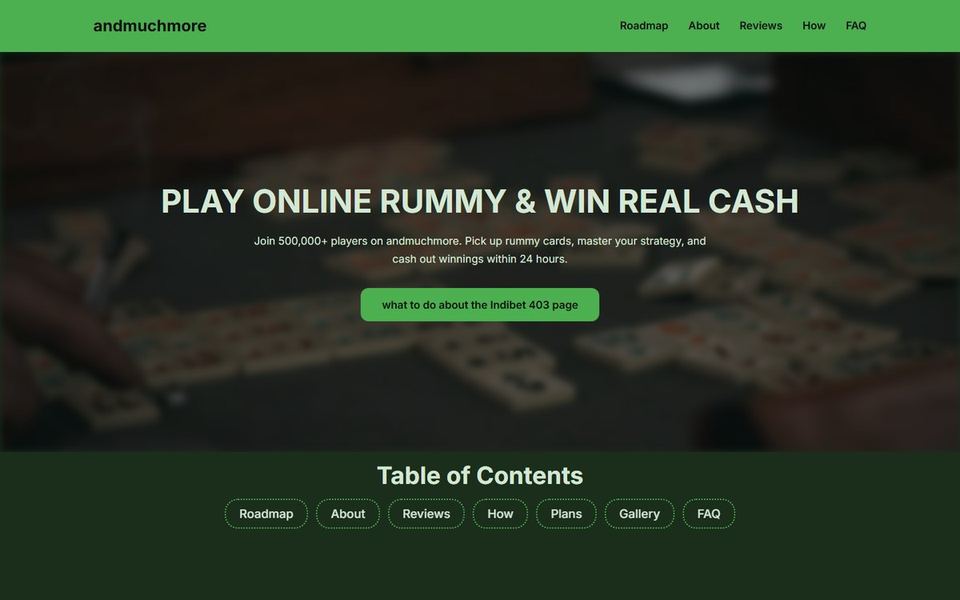 andmuchmore
Roadmap About Reviews How FAQ
PLAY ONLINE RUMMY & WIN REAL CASH
Join 500,000+ players on andmuchmore. Pick up rummy cards, master your strategy, and
cash out winnings within 24 hours.
what to do about the Indibet 403 page
Table of Contents
Roadmap About Reviews How Plans Gallery FAQ